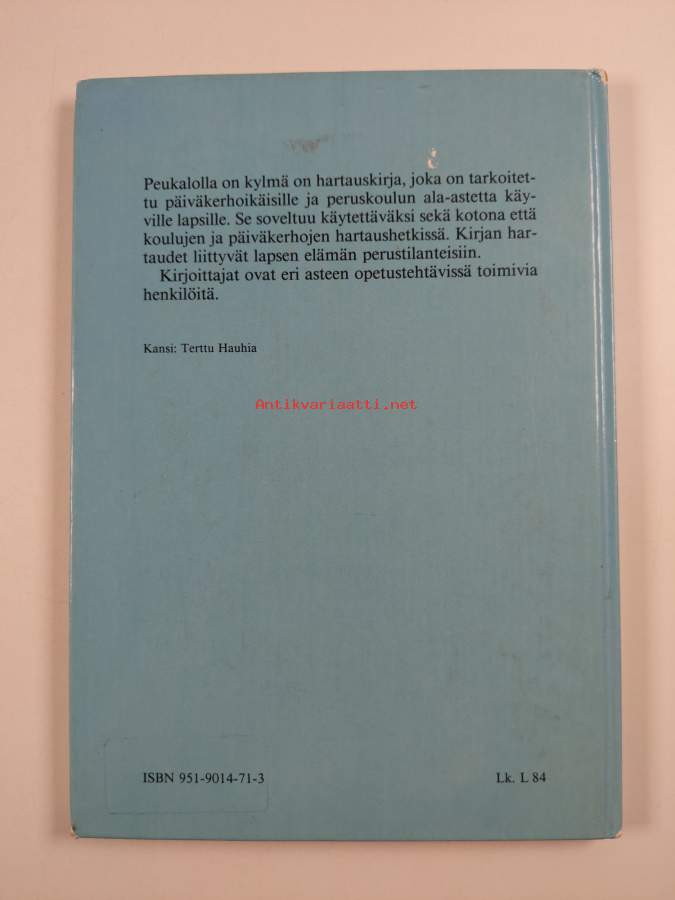 Peukalolla on kylmä on hartauskirja, joka on tarkoitet-
tu päiväkerhoikäisille ja peruskoulun ala-astetta käy-
ville lapsille. Se soveltuu käytettäväksi sekä kotona että
koulujen ja päiväkerhojen hartaushetkissä. Kirjan har-
taudet liittyvät lapsen elämän perustilanteisiin.
Kirjoittajat ovat eri asteen opetustehtävissä toimivia
henkilöitä.
Kansi: Terttu Hauhia
Antikvariaatti.net
ISBN 951-9014-71-3
Lk. L 84